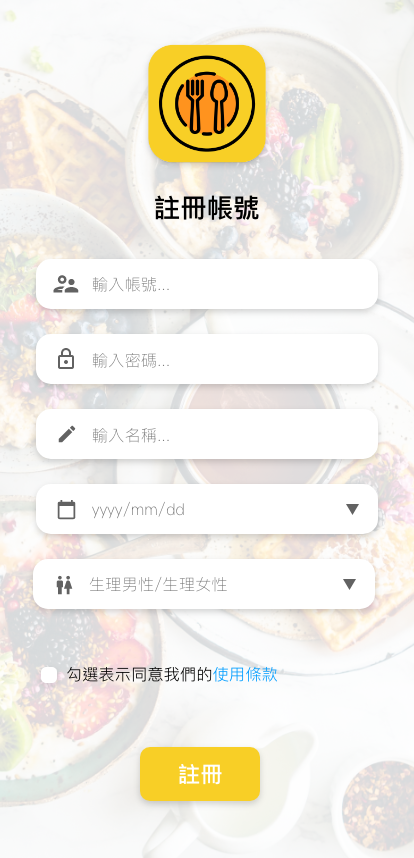 註冊帳號
輸入帳號...
輸入密碼...
輸入名稱...
yyyy/mm/dd
生理男性/生理女性
勾選表示同意我們的使用條款
註冊